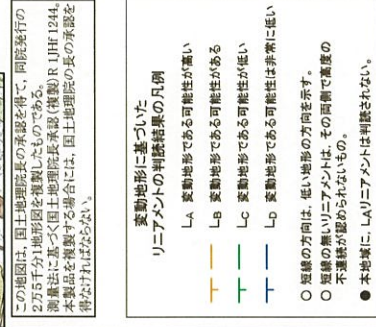 この地図は、国土地理院長の承認を得て、同院発行の
2万5千分1地形図を複製したものである。
測量法に基づく国土地理院長承認(複製)R 1JHf 1244。
本製品を複製する場合には、国土地理院の長の承認を
得なければならない。
変動地形に基づいた
リニアメントの判読結果の凡例
LA 変動地形である可能性が高い
LB 変動地形である可能性がある
LC 変動地形である可能性が低い
LD 変動地形である可能性は非常に低い
○ 短線の方向は、低い地形の方向を示す。
○ 短線の無いリニアメントは、その両側で高度の
不連続が認められないもの。
● 本地域に、LAリニアメントは判読されない。